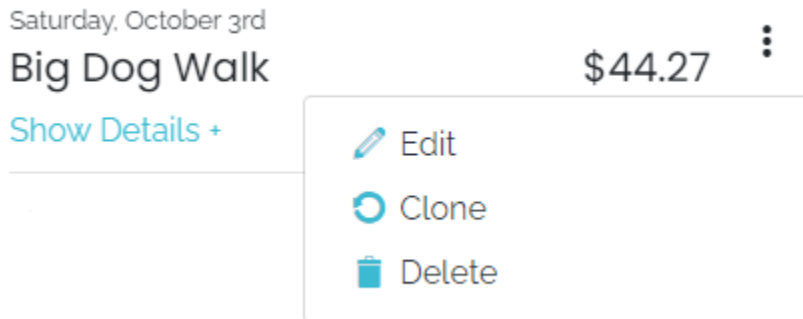 Saturday, October 3rd
Big Dog Walk $44.27
Show Details +
Edit
Clone
Delete